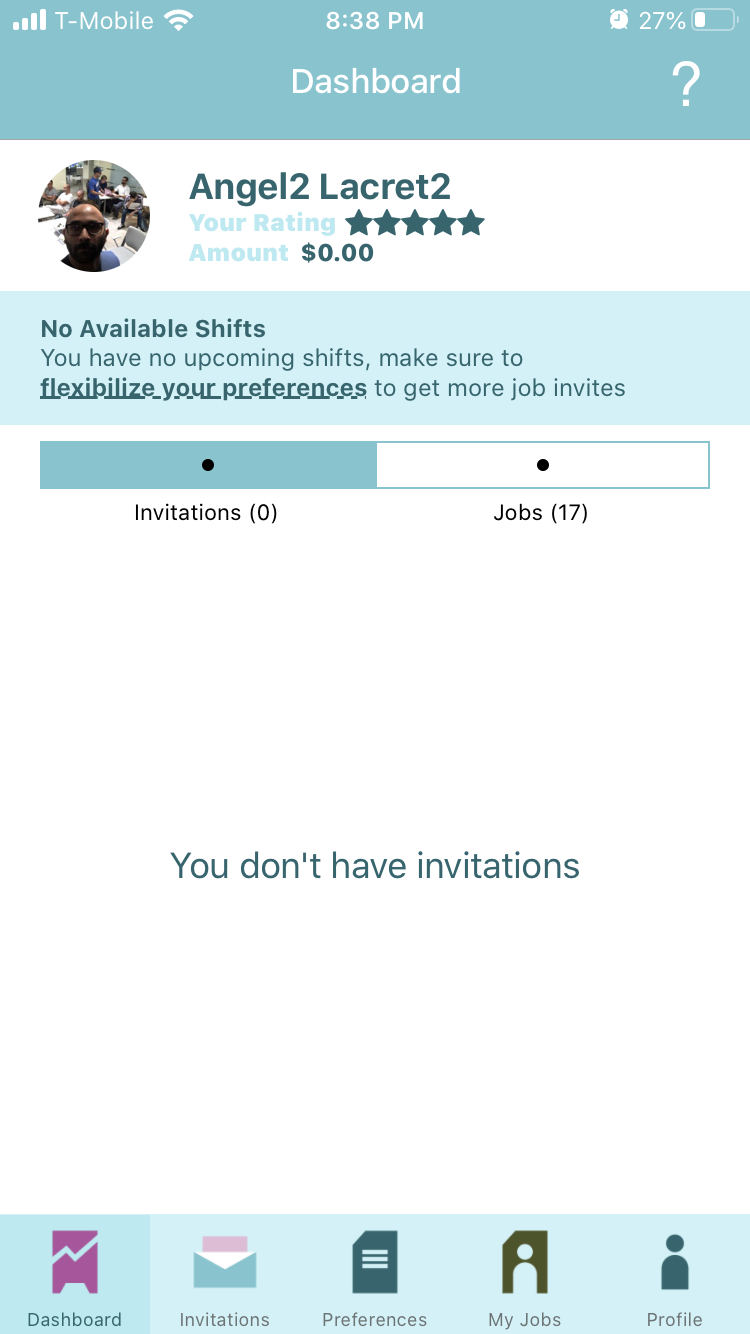 T-Mobile 8:38 PM 27%
Dashboard ?
Angel2 Lacret2
Your Rating ★★★★★
Amount $0.00
No Available Shifts
You have no upcoming shifts, make sure to
flexibilize your preferences to get more job invites
Invitations (0) Jobs (17)
You don't have invitations
Dashboard Invitations Preferences My Jobs Profile